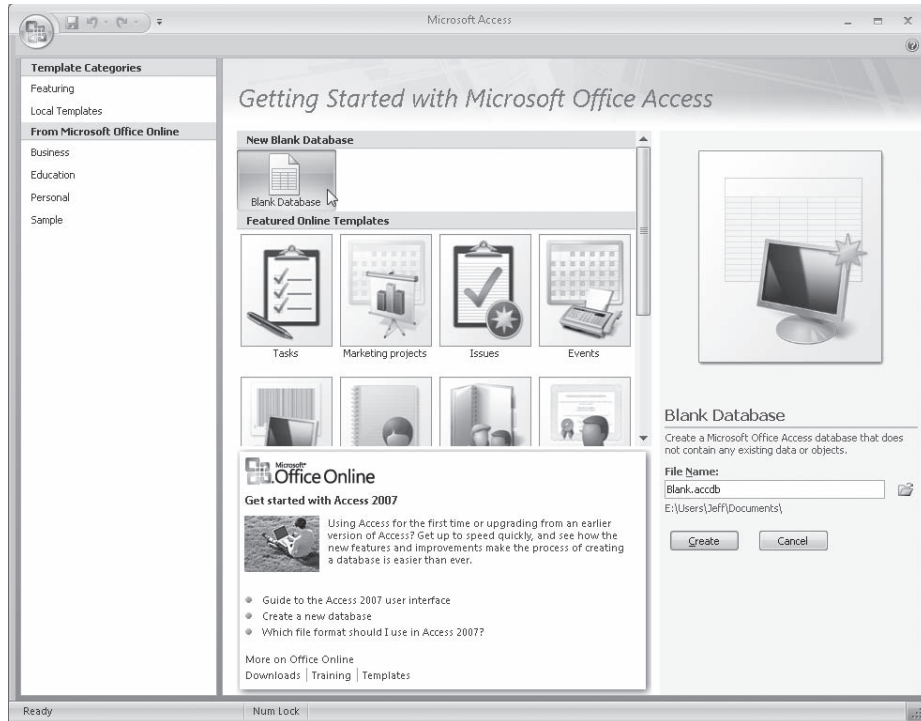 Microsoft Access
Template Categories
Featuring
Local Templates
From Microsoft Office Online
Business
Education
Personal
Sample
Getting Started with Microsoft Office Access
New Blank Database
Blank Database
Featured Online Templates
Tasks
Marketing projects
Issues
Events
Microsoft
Office Online
Get started with Access 2007
Using Access for the first time or upgrading from an earlier
version of Access? Get up to speed quickly, and see how the
new features and improvements make the process of creating
a database is easier than ever.
Guide to the Access 2007 user interface
Create a new database
Which file format should I use in Access 2007?
More on Office Online
Downloads | Training | Templates
Blank Database
Create a Microsoft Office Access database that does
not contain any existing data or objects.
File Name:
Blank.accdb
E:\Users\Jeff\Documents\
Create
Cancel
Ready
Num Lock